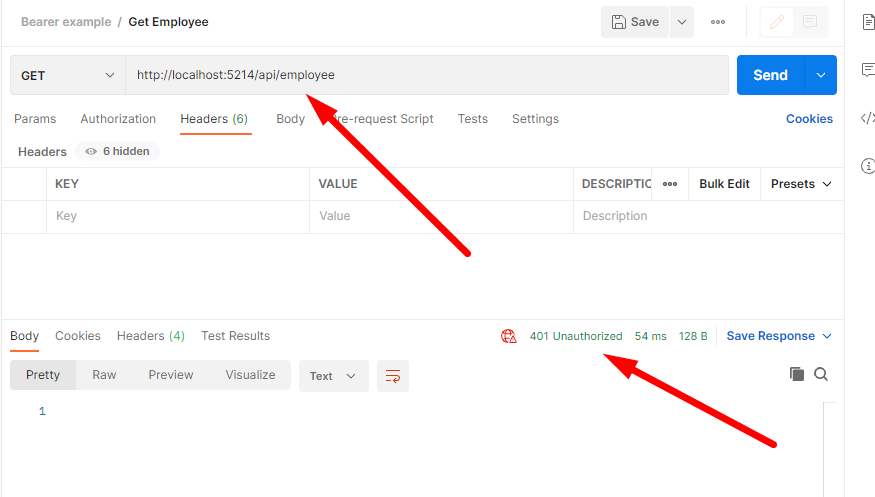 Bearer example / Get Employee
Save
GET http://localhost:5214/api/employee Send
Params Authorization Headers (6) Body re-request Script Tests Settings Cookies
Headers 6 hidden
KEY VALUE DESCRIPTIC Bulk Edit Presets
Key Value Description
Body Cookies Headers (4) Test Results 401 Unauthorized 54 ms 128 B Save Response
Pretty Raw Preview Visualize Text
1